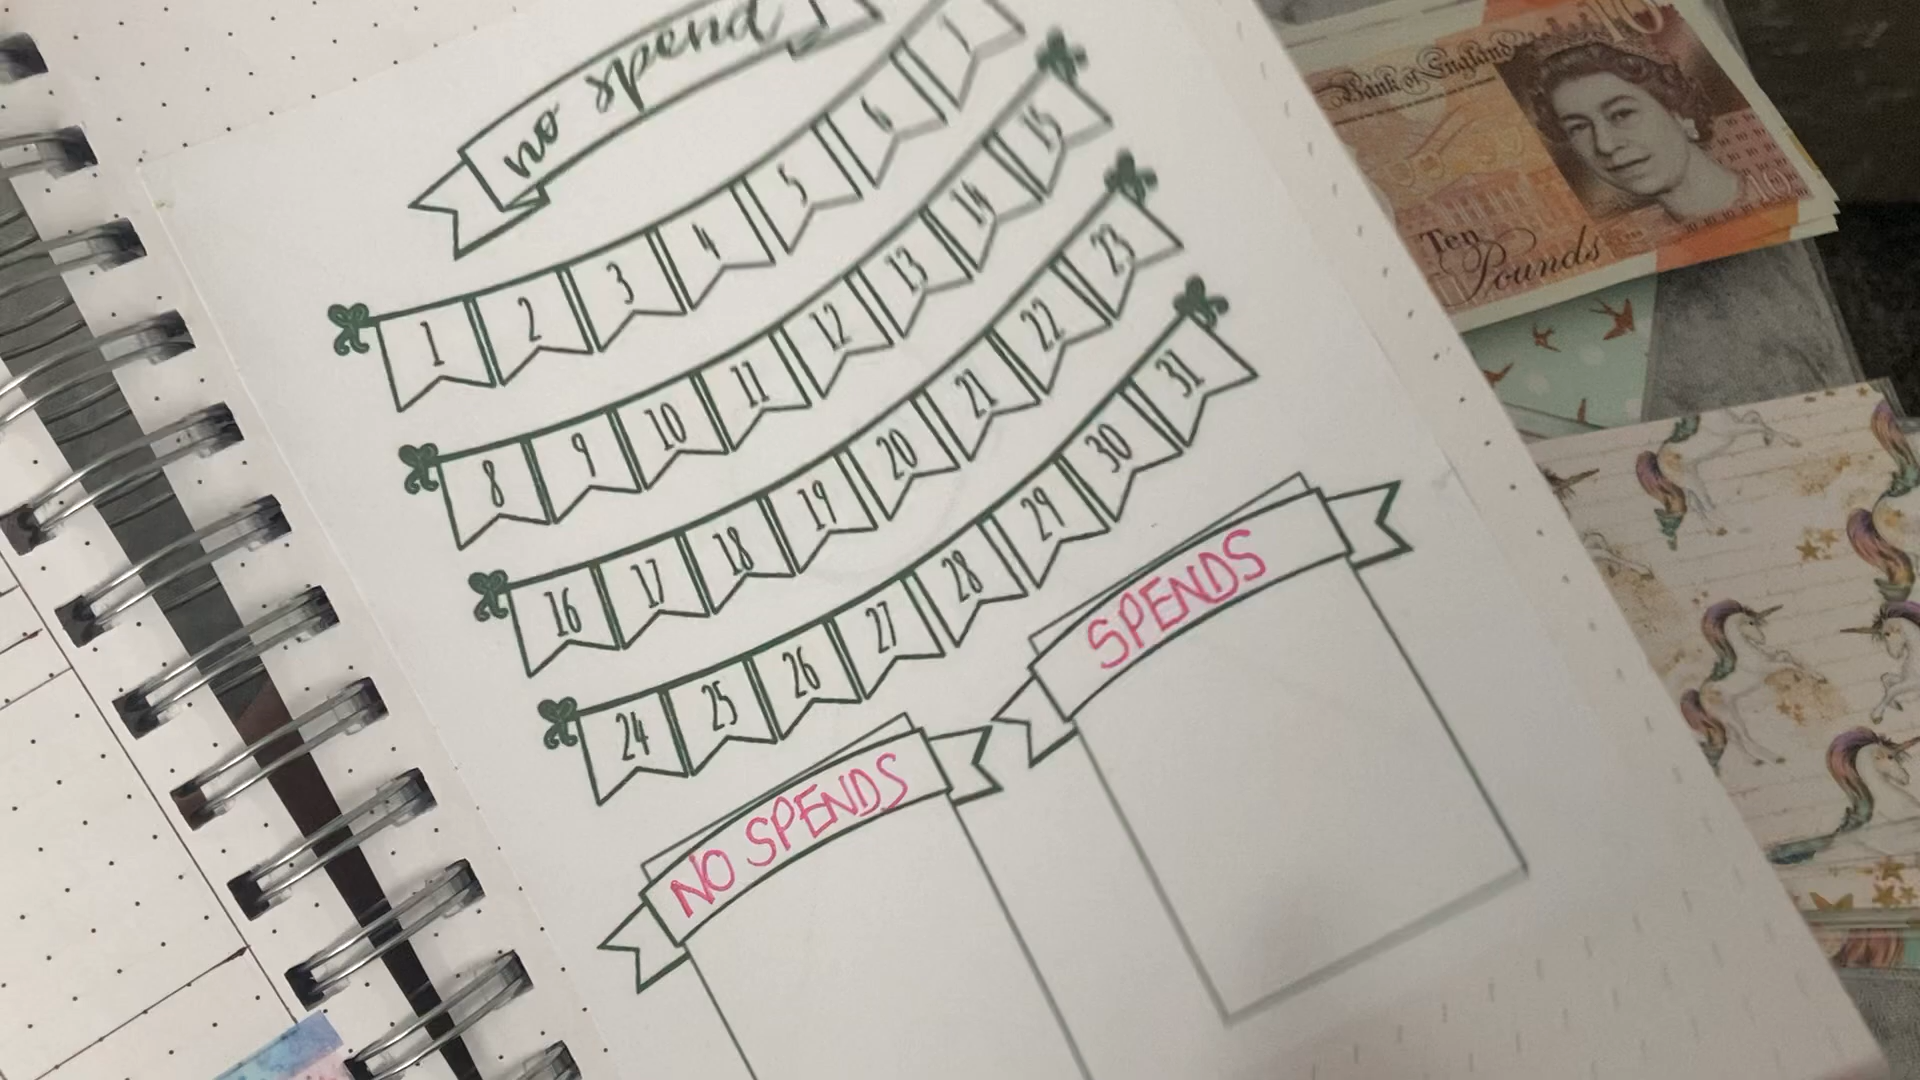 no spend
1 2 3 4 5 6 7
8 9 10 11 12 13 14 15
16 17 18 19 20 21 22 23
24 25 26 27 28 29 30 31
SPENDS
NO SPENDS
Bank of England
10
Ten
Pounds